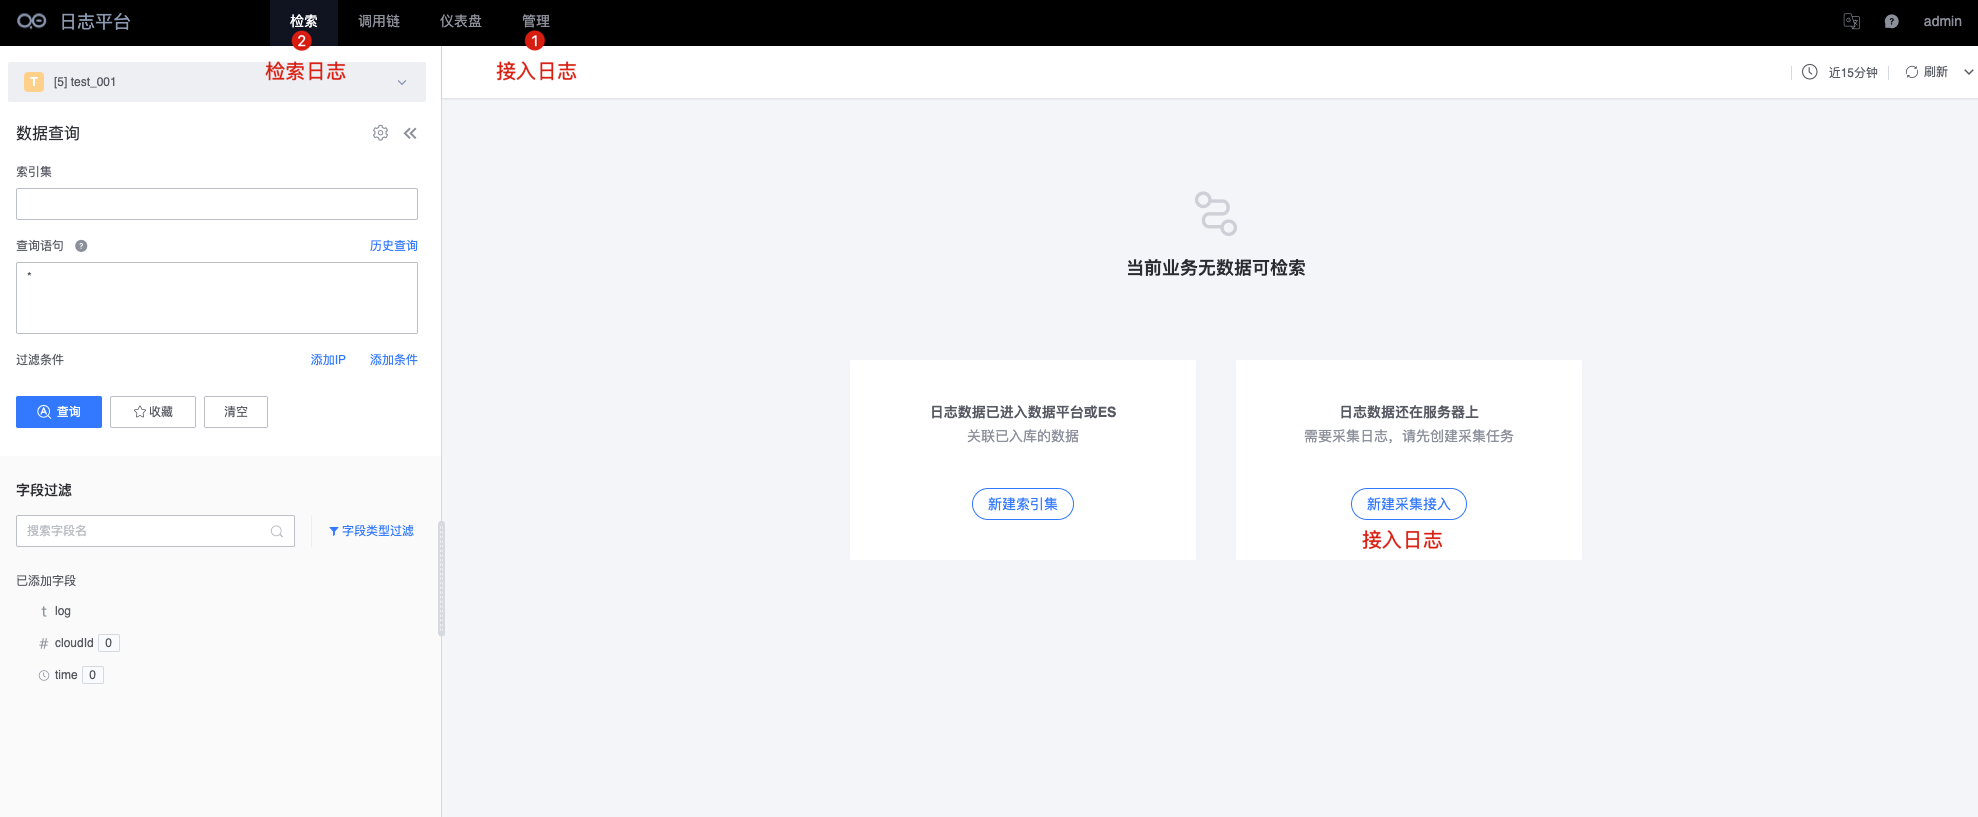 日志平台
检索
调用链
仪表盘
管理
admin
2
1
检索日志
接入日志
T
[5] test_001
近15分钟
刷新
数据查询
索引集
查询语句
?
历史查询
*
过滤条件
添加IP
添加条件
查询
收藏
清空
字段过滤
搜索字段名
字段类型过滤
已添加字段
t log
# cloudId 0
time 0
当前业务无数据可检索
日志数据已进入数据平台或ES
关联已入库的数据
新建索引集
日志数据还在服务器上
需要采集日志，请先创建采集任务
新建采集接入
接入日志